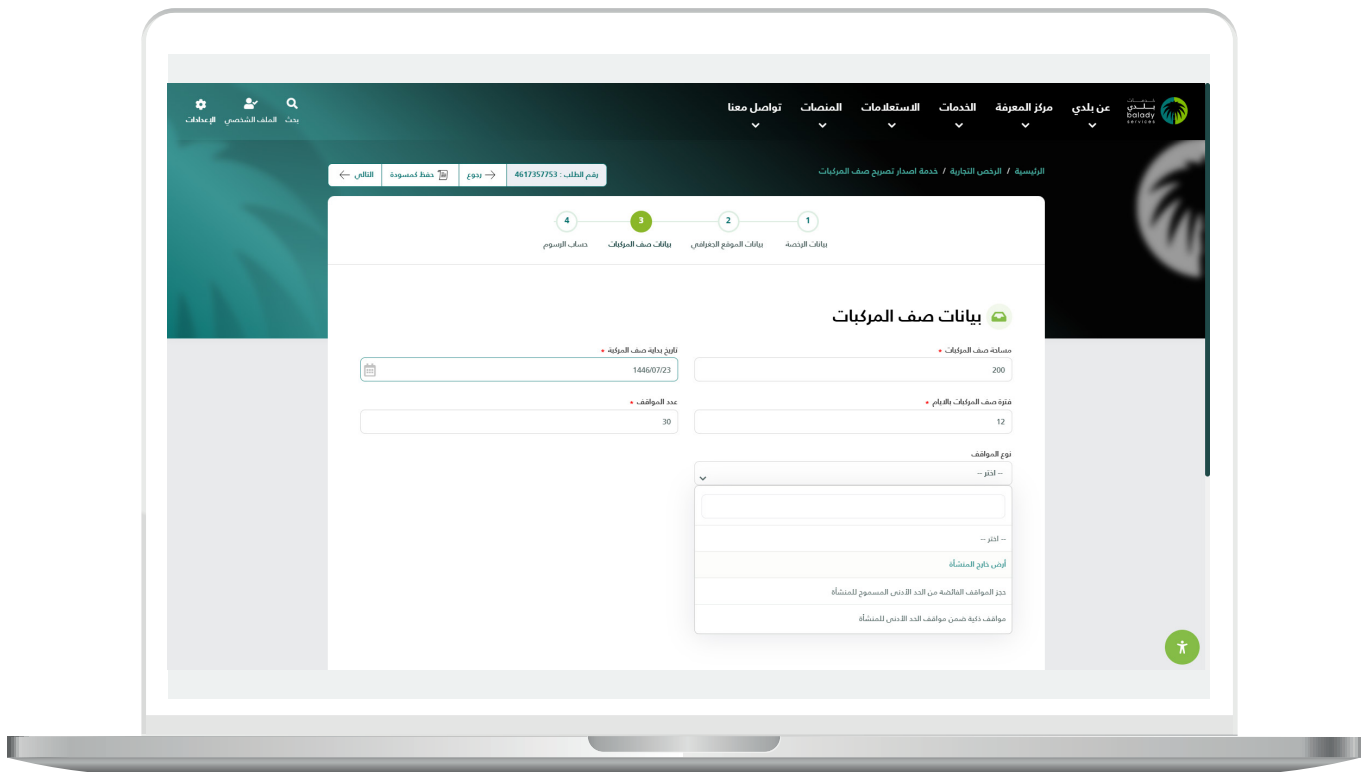 خدمات
بلدي
balady
services
عن بلدي
مركز المعرفة
الخدمات
الاستعلامات
المنصات
تواصل معنا
بحث
الملف الشخصي
الإعدادات
الرئيسية / الرخص التجارية / خدمة اصدار تصريح صف المركبات
رقم الطلب : 4617357753
رجوع
حفظ كمسودة
التالي
1
2
3
4
بيانات الرخصة
بيانات الموقع الجغرافي
بيانات صف المركبات
حساب الرسوم
بيانات صف المركبات
مساحة صف المركبات *
200
تاريخ بداية صف المركبة *
1446/07/23
فترة صف المركبات بالايام *
12
عدد المواقف *
30
نوع المواقف
-- اختر --
-- اختر --
أرض خارج المنشأة
حجز المواقف الفائضة من الحد الأدنى المسموح للمنشأة
مواقف ذكية ضمن مواقف الحد الأدنى للمنشأة